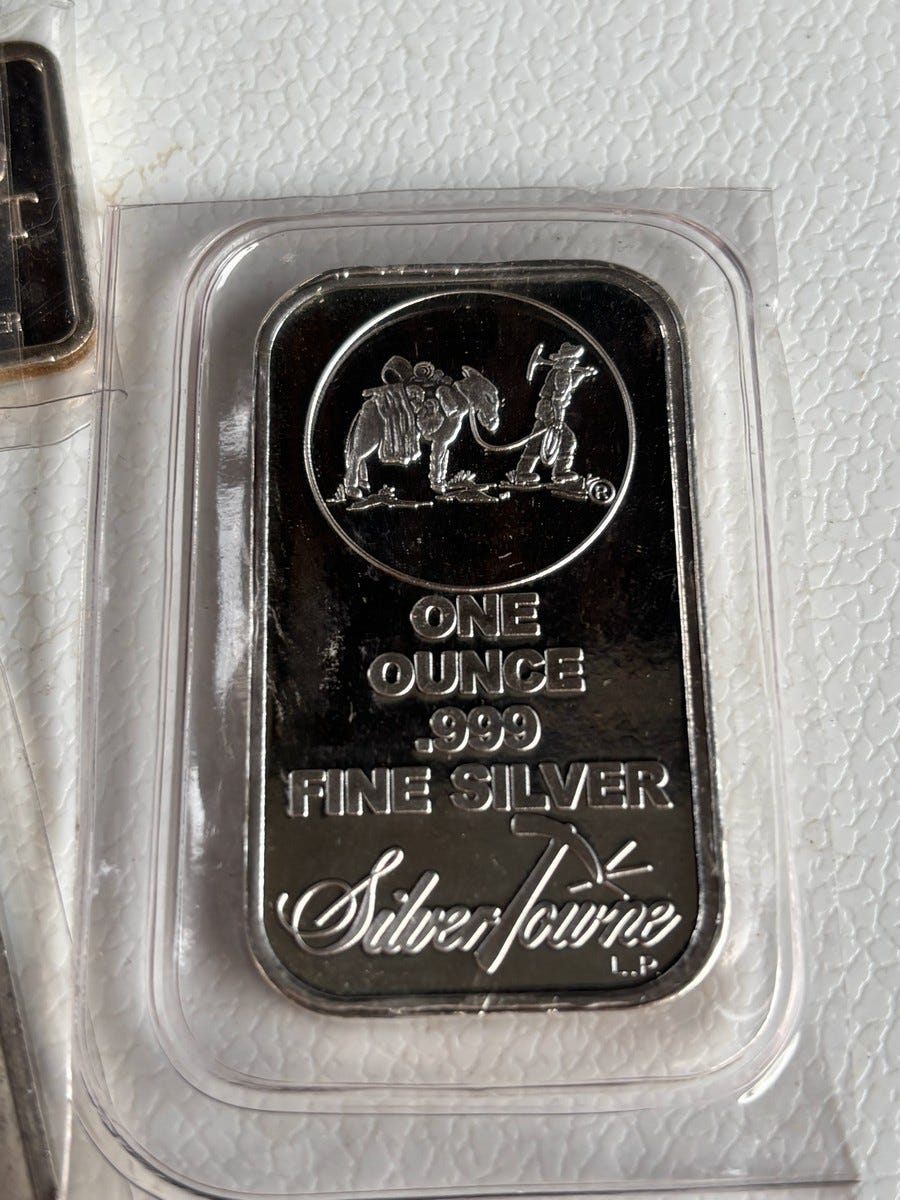 T
®
ONE
OUNCE
.999
FINE SILVER
SilverTowne
L.P.